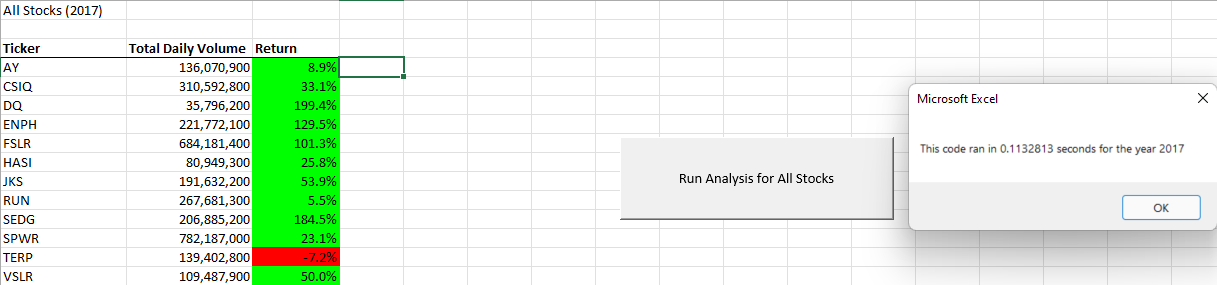 All Stocks (2017)
Ticker Total Daily Volume Return
AY 136,070,900 8.9%
CSIQ 310,592,800 33.1%
DQ 35,796,200 199.4%
ENPH 221,772,100 129.5%
FSLR 684,181,400 101.3%
HASI 80,949,300 25.8%
JKS 191,632,200 53.9%
RUN 267,681,300 5.5%
SEDG 206,885,200 184.5%
SPWR 782,187,000 23.1%
TERP 139,402,800 -7.2%
VSLR 109,487,900 50.0%
Run Analysis for All Stocks
Microsoft Excel
This code ran in 0.1132813 seconds for the year 2017
OK